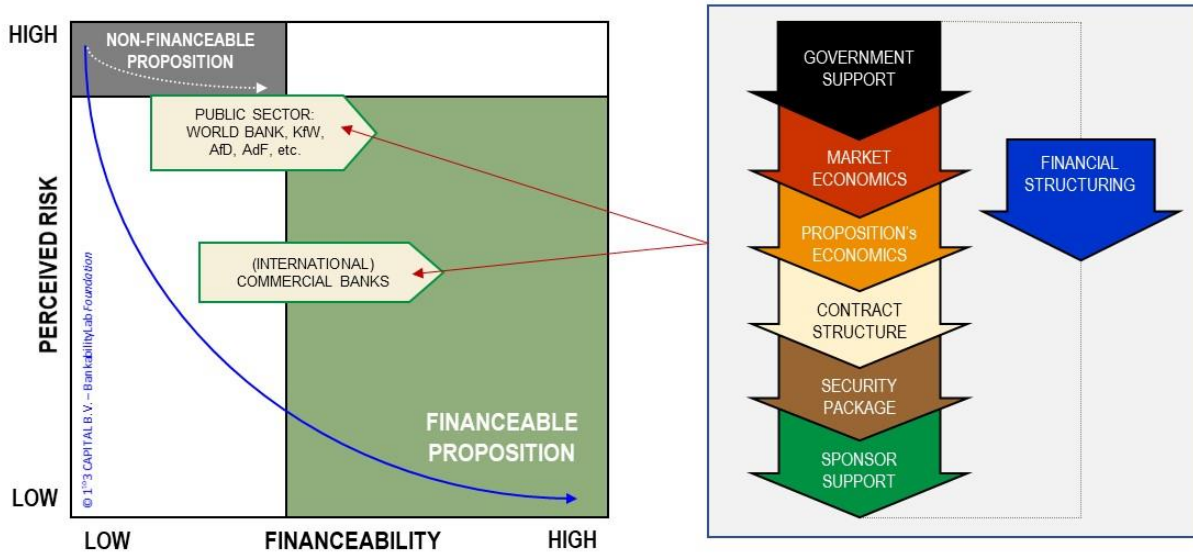 HIGH
NON-FINANCEABLE
PROPOSITION
PUBLIC SECTOR:
WORLD BANK, KfW,
AfD, AdF, etc.
(INTERNATIONAL)
COMMERCIAL BANKS
PERCEIVED RISK
FINANCEABLE
PROPOSITION
LOW
LOW
FINANCEABILITY
HIGH
GOVERNMENT
SUPPORT
MARKET
ECONOMICS
PROPOSITION's
ECONOMICS
CONTRACT
STRUCTURE
SECURITY
PACKAGE
SPONSOR
SUPPORT
FINANCIAL
STRUCTURING
CAPITAL B.V. – BankabilityLab Foundation